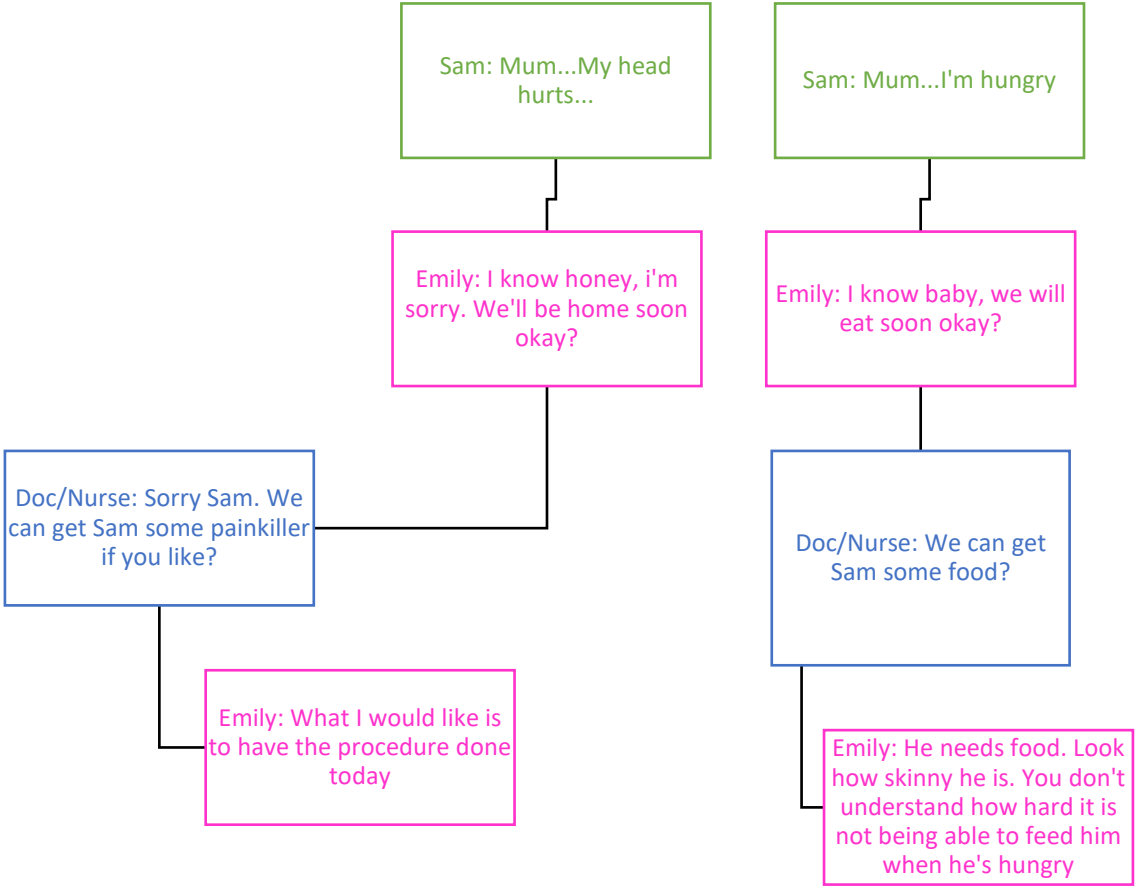 Sam: Mum...My head
hurts...
Sam: Mum...I'm hungry
Emily: I know honey, i'm
sorry. We'll be home soon
okay?
Emily: I know baby, we will
eat soon okay?
Doc/Nurse: Sorry Sam. We
can get Sam some painkiller
if you like?
Doc/Nurse: We can get
Sam some food?
Emily: What I would like is
to have the procedure done
today
Emily: He needs food. Look
how skinny he is. You don't
understand how hard it is
not being able to feed him
when he's hungry